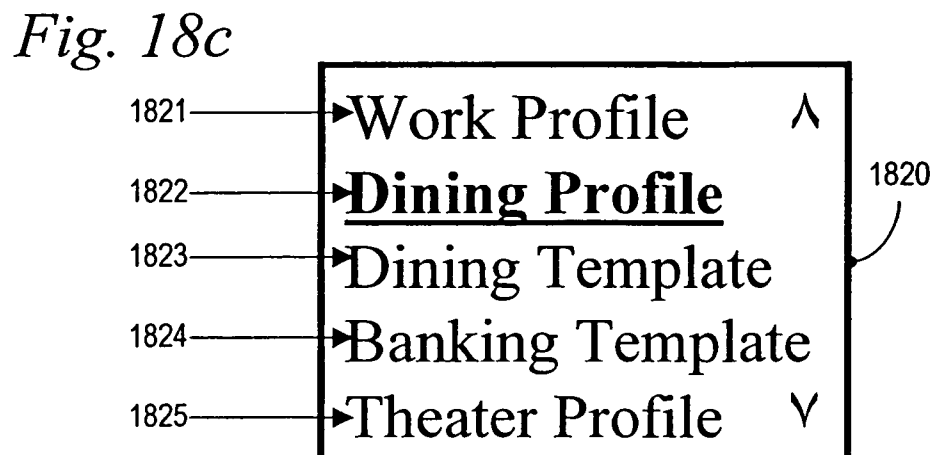 Fig. 18c
1821 Work Profile ∧
1822 Dining Profile
1820
1823 Dining Template
1824 Banking Template
1825 Theater Profile ∨